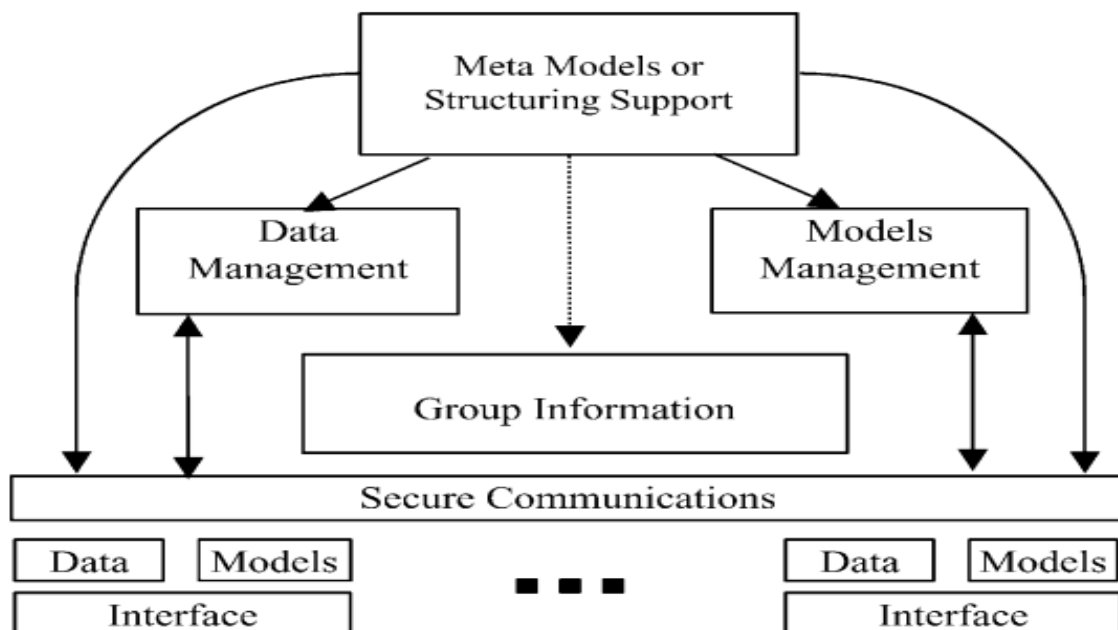 Meta Models or
Structuring Support
Data
Management
Models
Management
Group Information
Secure Communications
Data
Models
Data
Models
Interface
Interface